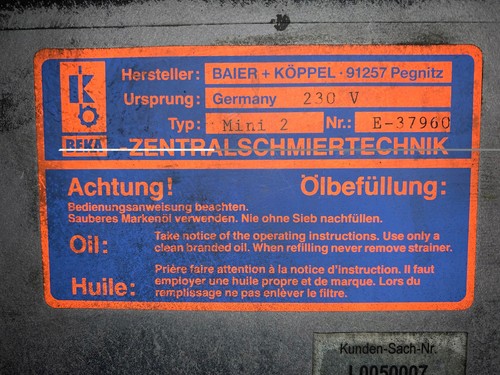 Hersteller: BAIER + KÖPPEL · 91257 Pegnitz
Ursprung: Germany 230 V
Typ: Mini 2 Nr.: E-37960
BEKA ZENTRALSCHMIERTECHNIK
Achtung! Ölbefüllung:
Bedienungsanweisung beachten.
Sauberes Markenöl verwenden. Nie ohne Sieb nachfüllen.
Oil: Take notice of the operating instructions. Use only a
clean branded oil. When refilling never remove strainer.
Huile: Prière faire attention à la notice d'instruction. Il faut
employer une huile propre et de marque. Lors du
remplissage ne pas enlêver le filtre.
Kunden-Sach-Nr.
L0050007